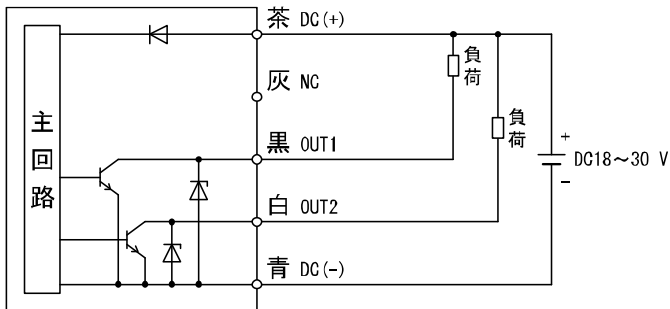 茶 DC(+)
負荷
灰 NC
負荷
主回路
黒 OUT1
+
DC18～30 V
-
白 OUT2
青 DC(-)